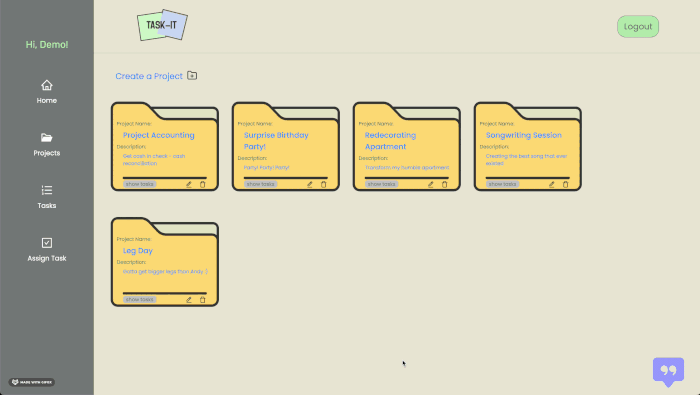 Hi, Demo!
Home
Projects
Tasks
Assign Task
MADE WITH GIFOX
TASK-IT
Logout
Create a Project
Project Name:
Project Accounting
Description:
Get cash in check - cash
reconciliation
show tasks
Project Name:
Surprise Birthday
Party!
Description:
Party! Party! Party!
show tasks
Project Name:
Redecorating
Apartment
Description:
Transform my humble apartment
show tasks
Project Name:
Songwriting Session
Description:
Creating the best song that ever
existed
show tasks
Project Name:
Leg Day
Description:
Gotta get bigger legs than Andy :)
show tasks